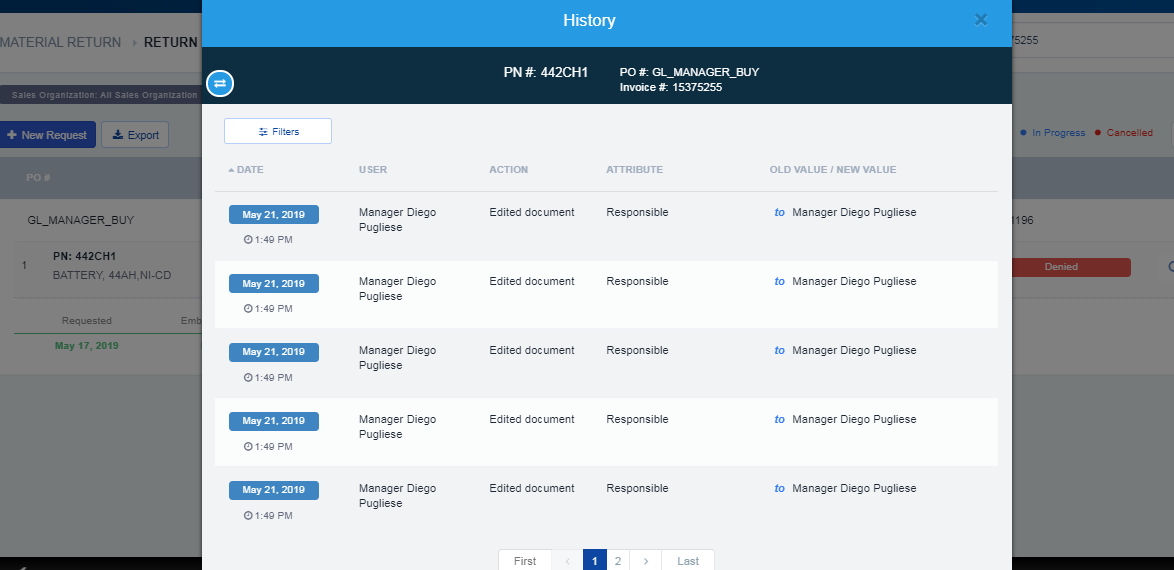 History
MATERIAL RETURN › RETURN
75255
PN #: 442CH1
PO #: GL_MANAGER_BUY
Invoice #: 15375255
Sales Organization: All Sales Organization
New Request
Export
Filters
In Progress
Cancelled
PO #
DATE USER ACTION ATTRIBUTE OLD VALUE / NEW VALUE
GL_MANAGER_BUY
1196
May 21, 2019 Manager Diego Edited document Responsible to Manager Diego Pugliese
Pugliese
1:49 PM
1
PN: 442CH1
BATTERY, 44AH,NI-CD
Denied
May 21, 2019 Manager Diego Edited document Responsible to Manager Diego Pugliese
Pugliese
1:49 PM
Requested
Emb
May 17, 2019
May 21, 2019 Manager Diego Edited document Responsible to Manager Diego Pugliese
Pugliese
1:49 PM
May 21, 2019 Manager Diego Edited document Responsible to Manager Diego Pugliese
Pugliese
1:49 PM
May 21, 2019 Manager Diego Edited document Responsible to Manager Diego Pugliese
Pugliese
1:49 PM
First ‹ 1 2 › Last